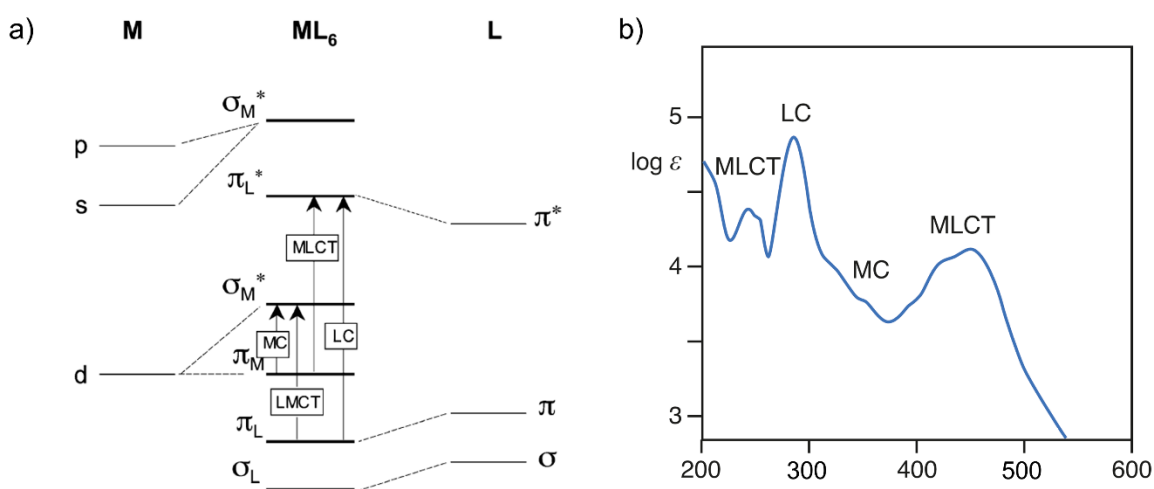 a)
M ML₆ L
σM*
p
πL*
s
π*
MLCT
σM*
MC
LC
πM
d
LMCT
π
πL
σL
σ
b)
5
LC
log ε
MLCT
MLCT
4
MC
3
200 300 400 500 600